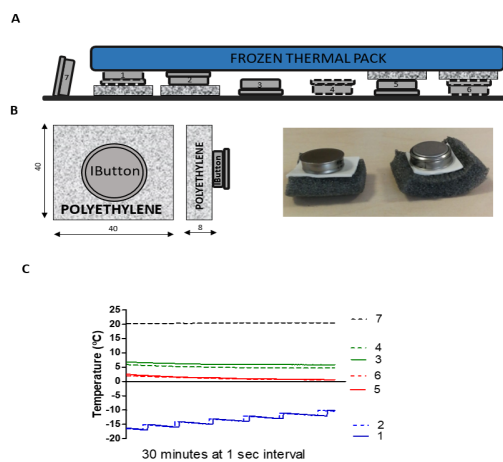 A
FROZEN THERMAL PACK
7
1
2
3
4
5
6
B
40
IButton
POLYETHYLENE
40
POLYETHYLENE
IButton
8
C
Temperature (ºC)
25
20
15
10
5
0
-5
-10
-15
-20
7
4
3
6
5
2
1
30 minutes at 1 sec interval